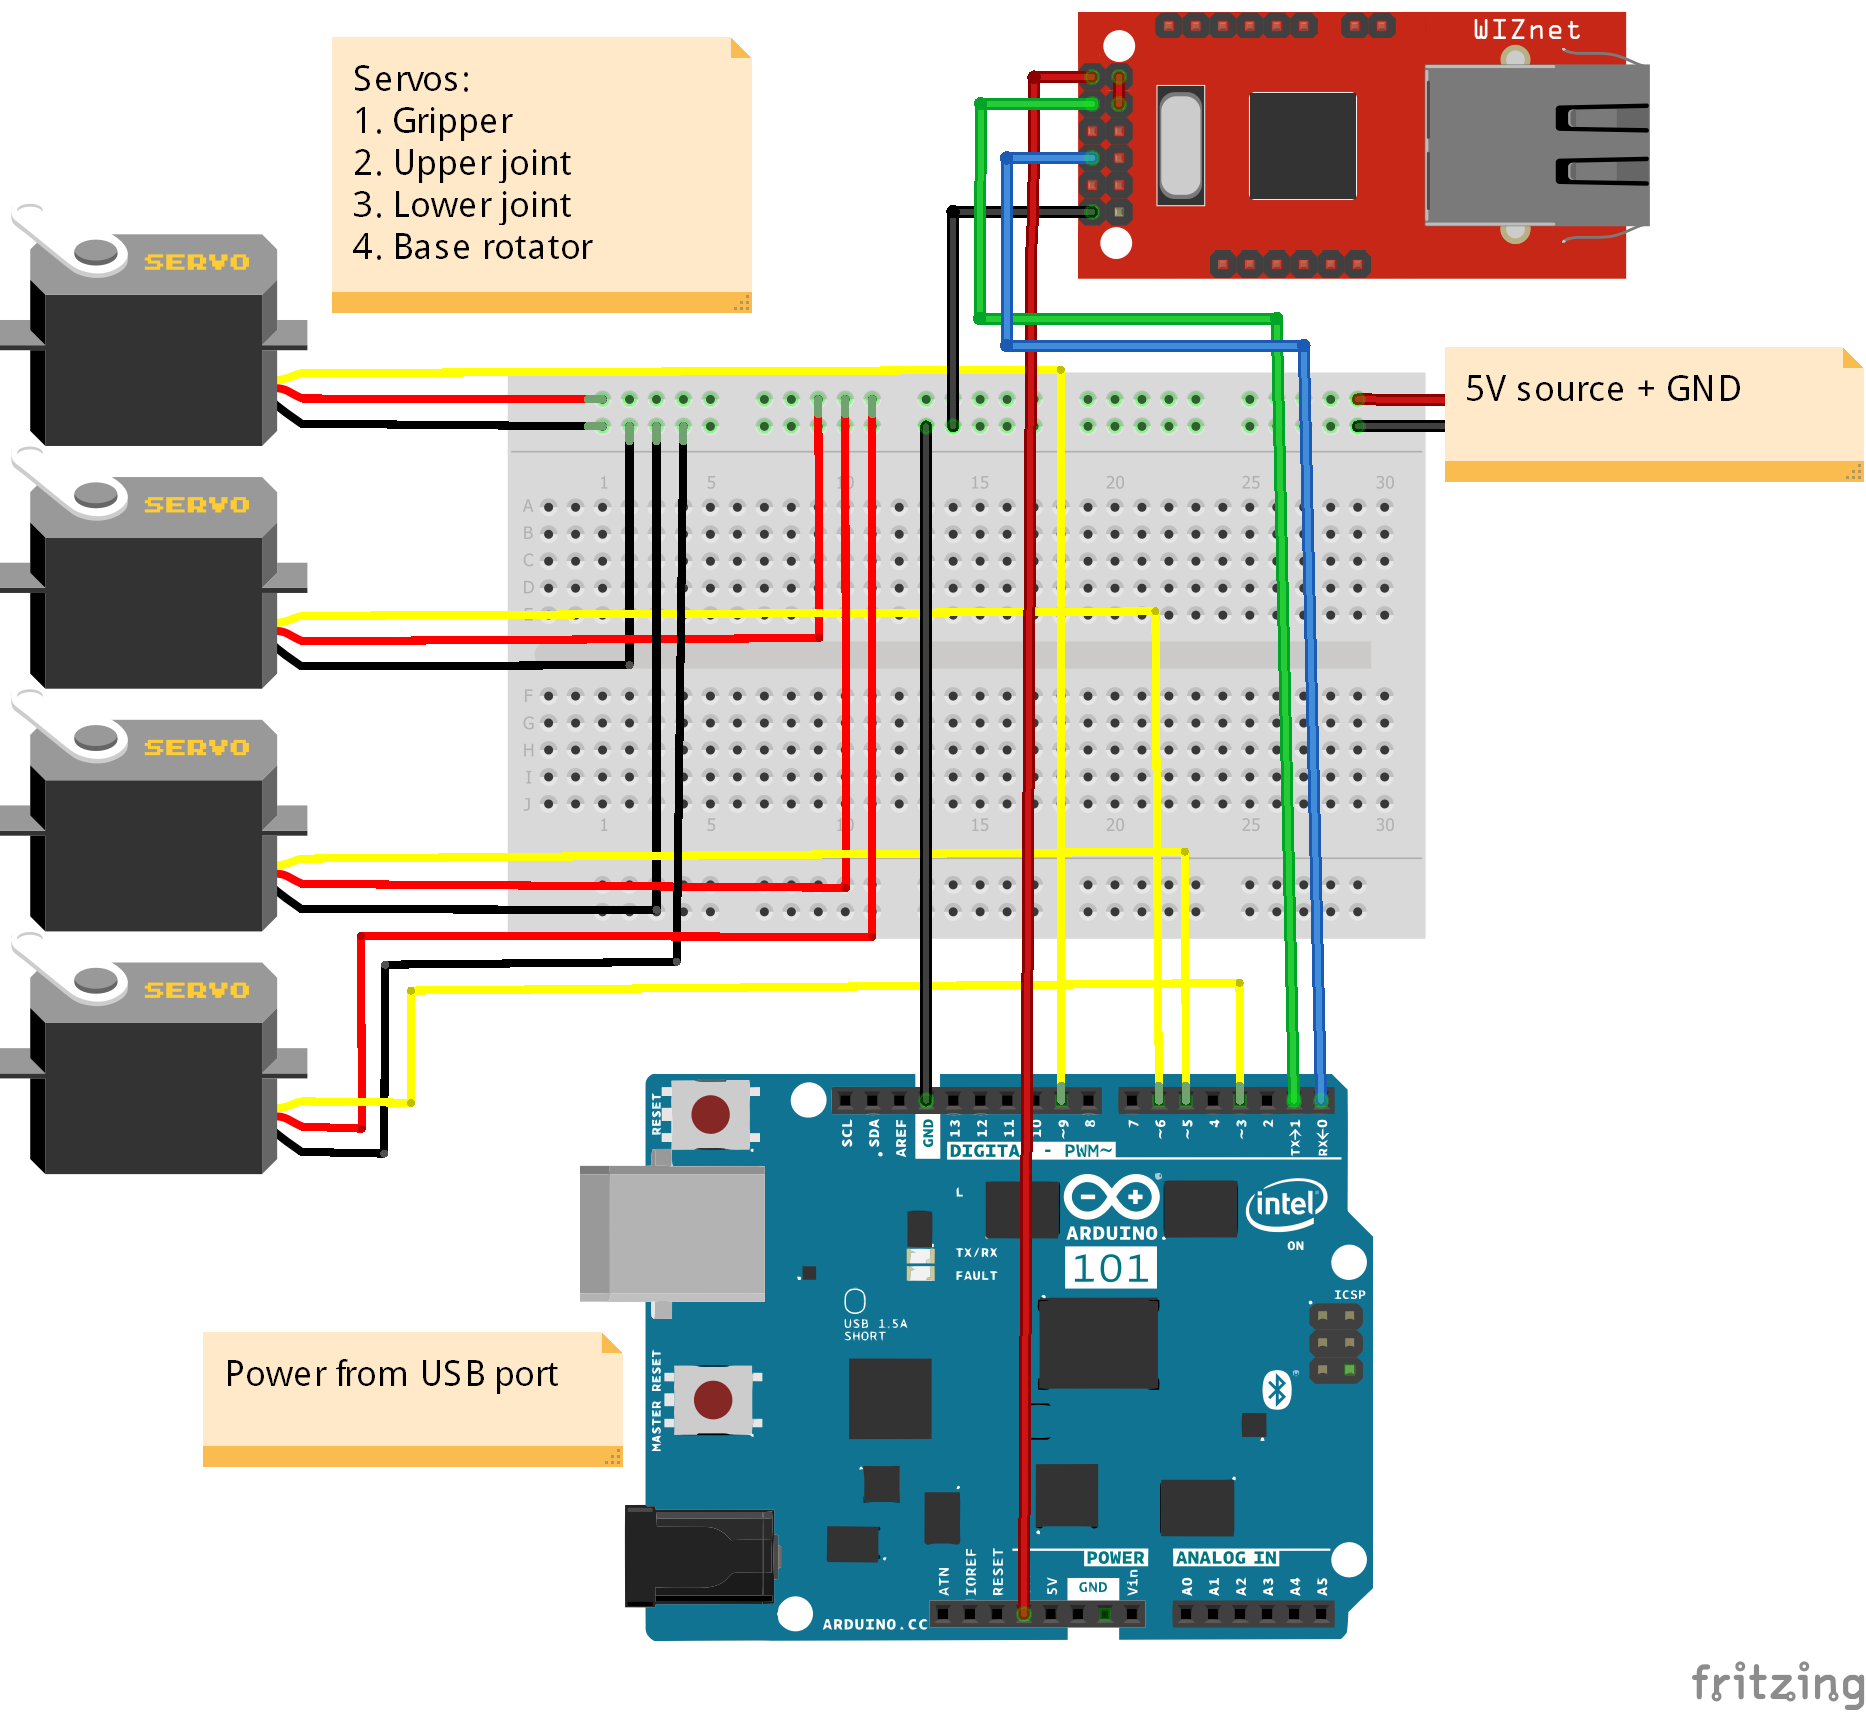 WIZnet
Servos:
1. Gripper
2. Upper joint
3. Lower joint
4. Base rotator
SERVO
5V source + GND
1 5 10 15 20 25 30
A
B
C
D
E
SERVO
F
G
H
I
J
1 5 10 15 20 25 30
SERVO
SERVO
RESET
SCL SDA AREF GND 13 12 11 10 ~9 8 7 ~6 ~5 4 ~3 2 TX→1 RX←0
DIGITAL - PWM~
L
ARDUINO
intel
101
ON
TX/RX
FAULT
ICSP
USB 1.5A
SHORT
Power from USB port
MASTER RESET
POWER
ANALOG IN
ATN IOREF RESET 5V GND Vin A0 A1 A2 A3 A4 A5
ARDUINO.CC
fritzing